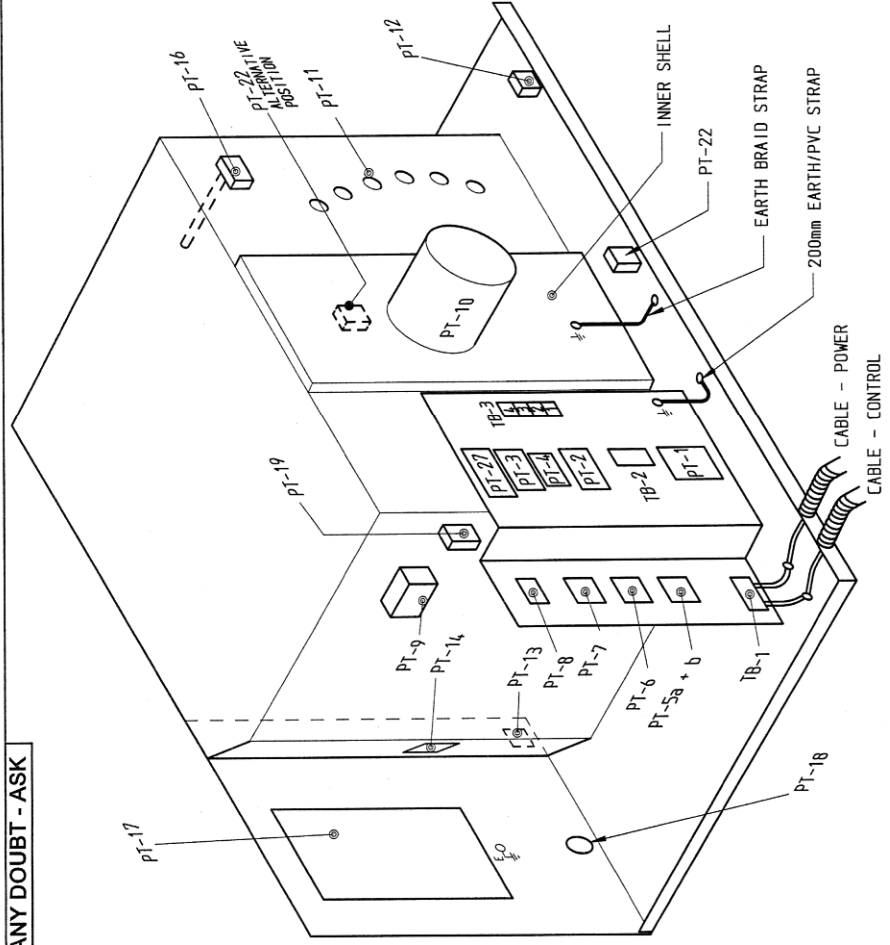 ANY DOUBT - ASK
PT-16
PT-22
ALTERNATIVE
POSITION
PT-11
PT-12
PT-10
INNER SHELL
PT-22
EARTH BRAID STRAP
200mm EARTH/PVC STRAP
CABLE - POWER
CABLE - CONTROL
PT-19
TB-3
PT-27
PT-3
PT-4
PT-2
TB-2
PT-1
PT-9
PT-14
PT-13
PT-8
PT-7
PT-6
PT-5a + b
TB-1
PT-17
E
PT-18